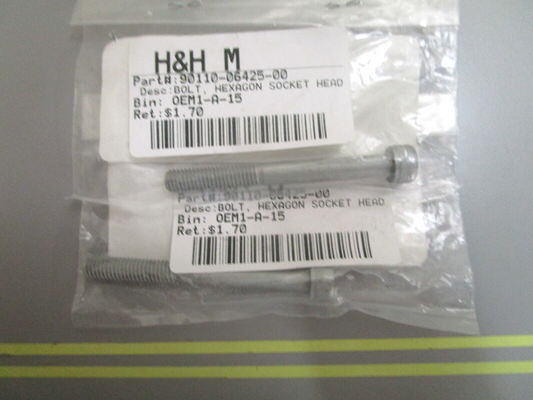 H&H M
Part#:90110-06425-00
Desc:BOLT, HEXAGON SOCKET HEAD
Bin: OEM1-A-15
Ret:$1.70
Part#:90110-06425-00
Desc:BOLT, HEXAGON SOCKET HEAD
Bin: OEM1-A-15
Ret:$1.70